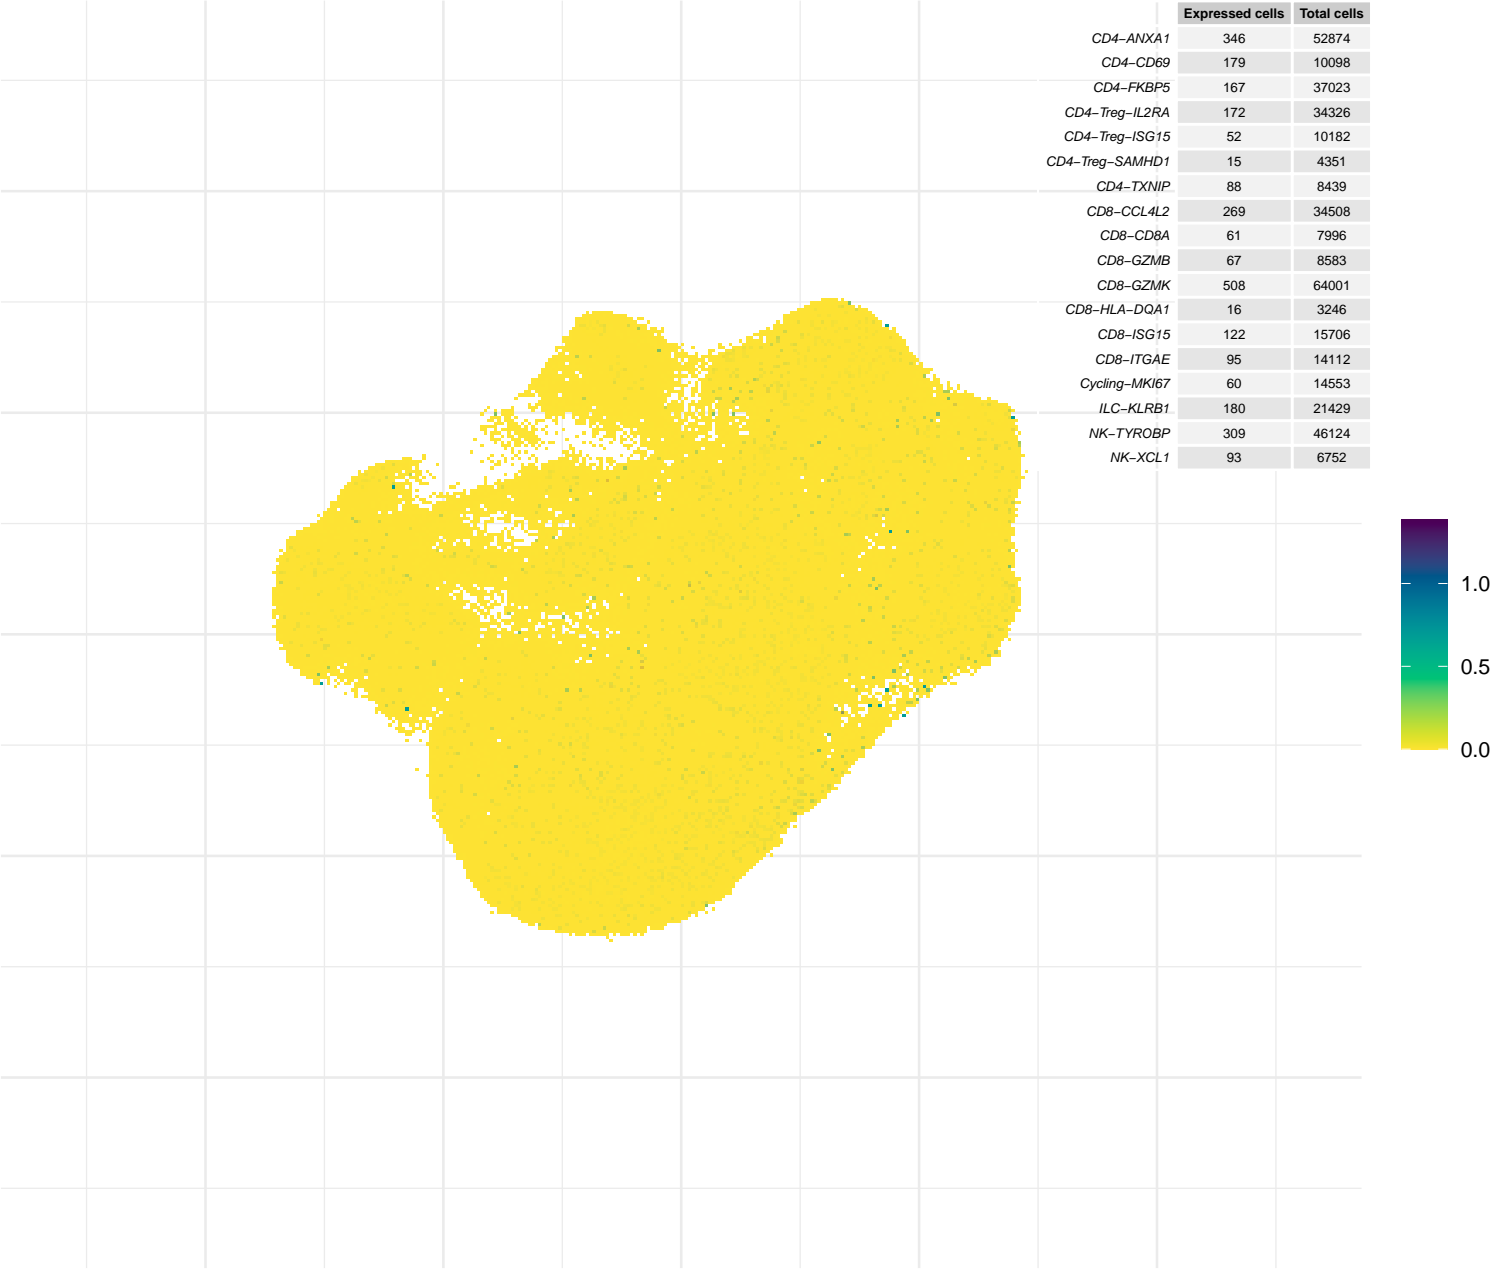 Expressed cells Total cells
CD4−ANXA1 346 52874
CD4−CD69 179 10098
CD4−FKBP5 167 37023
CD4−Treg−IL2RA 172 34326
CD4−Treg−ISG15 52 10182
CD4−Treg−SAMHD1 15 4351
CD4−TXNIP 88 8439
CD8−CCL4L2 269 34508
CD8−CD8A 61 7996
CD8−GZMB 67 8583
CD8−GZMK 508 64001
CD8−HLA−DQA1 16 3246
CD8−ISG15 122 15706
CD8−ITGAE 95 14112
Cycling−MKI67 60 14553
ILC−KLRB1 180 21429
NK−TYROBP 309 46124
NK−XCL1 93 6752
1.0
0.5
0.0